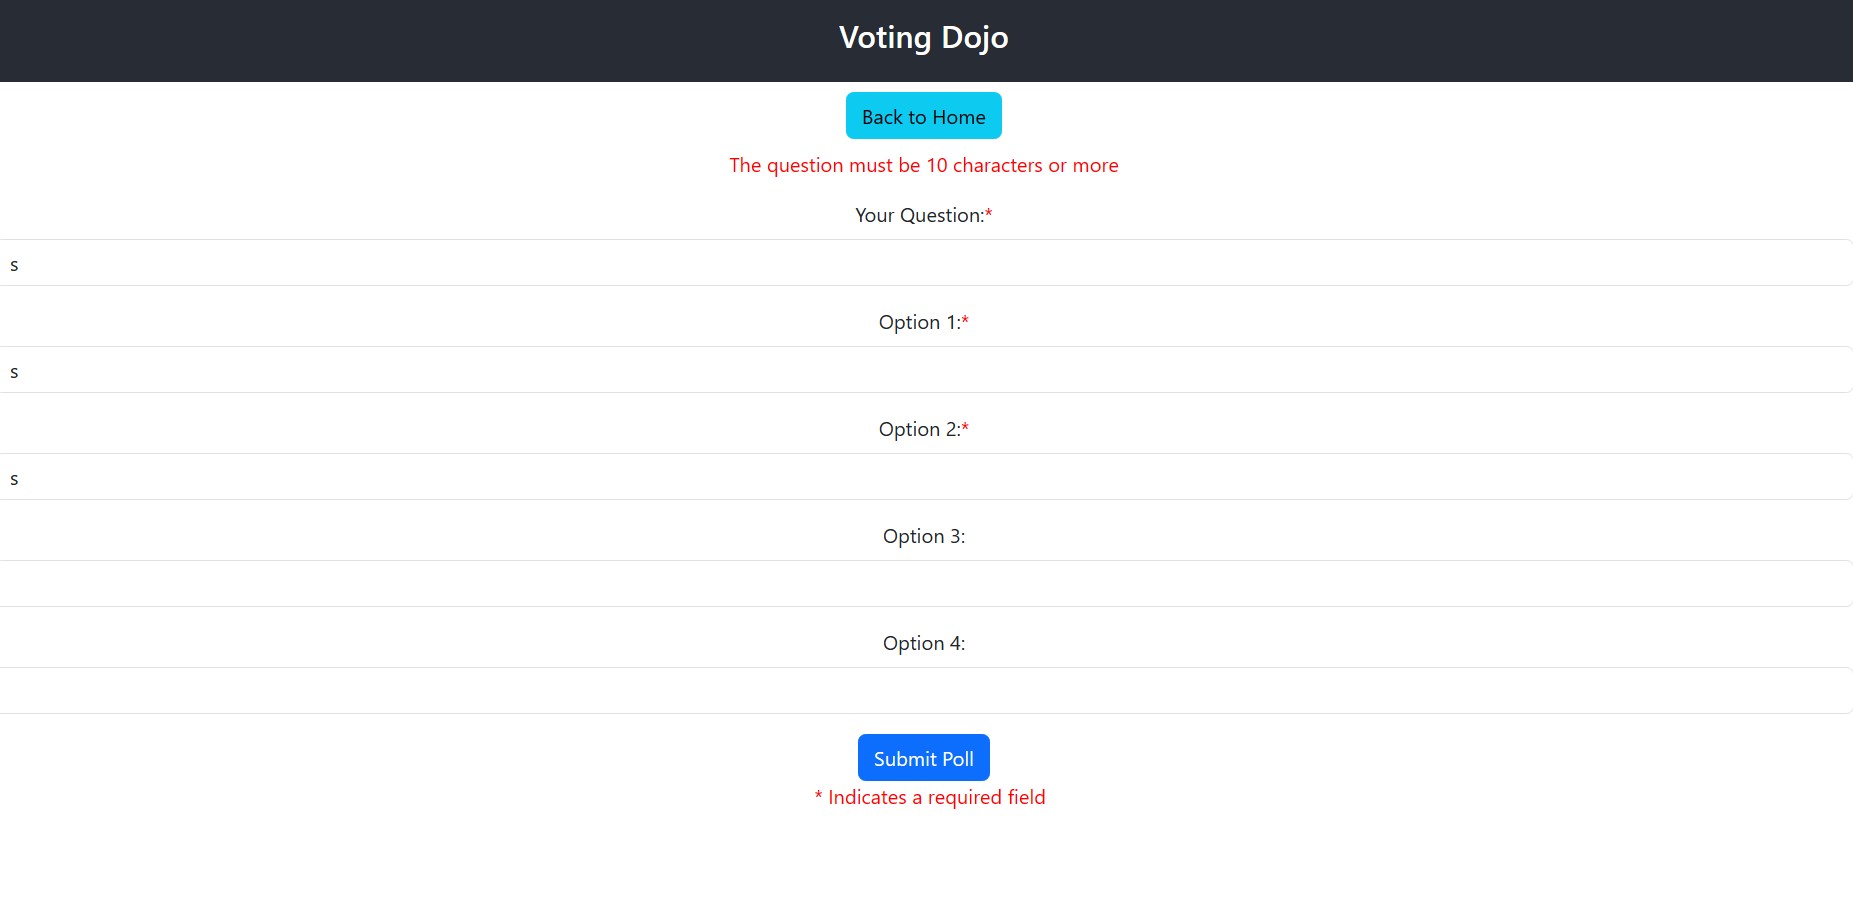 Voting Dojo
Back to Home
The question must be 10 characters or more
Your Question:*
s
Option 1:*
s
Option 2:*
s
Option 3:
Option 4:
Submit Poll
* Indicates a required field